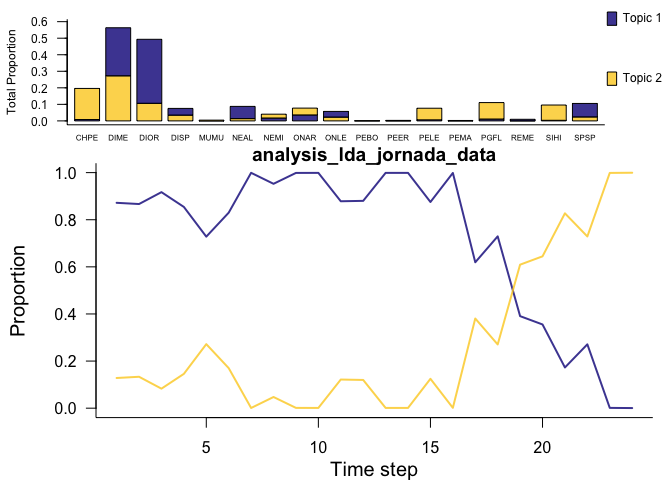 Total Proportion
0.6
0.5
0.4
0.3
0.2
0.1
0.0
CHPE DIME DIOR DISP MUMU NEAL NEMI ONAR ONLE PEBO PEER PELE PEMA PGFL REME SIHI SPSP
Topic 1
Topic 2
analysis_lda_jornada_data
Proportion
1.0
0.8
0.6
0.4
0.2
0.0
5 10 15 20
Time step